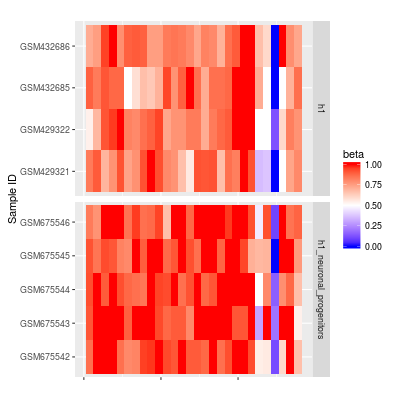 Sample ID
GSM432686
GSM432685
GSM429322
GSM429321
h1
GSM675546
GSM675545
GSM675544
GSM675543
GSM675542
h1_neuronal_progenitors
beta
1.00
0.75
0.50
0.25
0.00